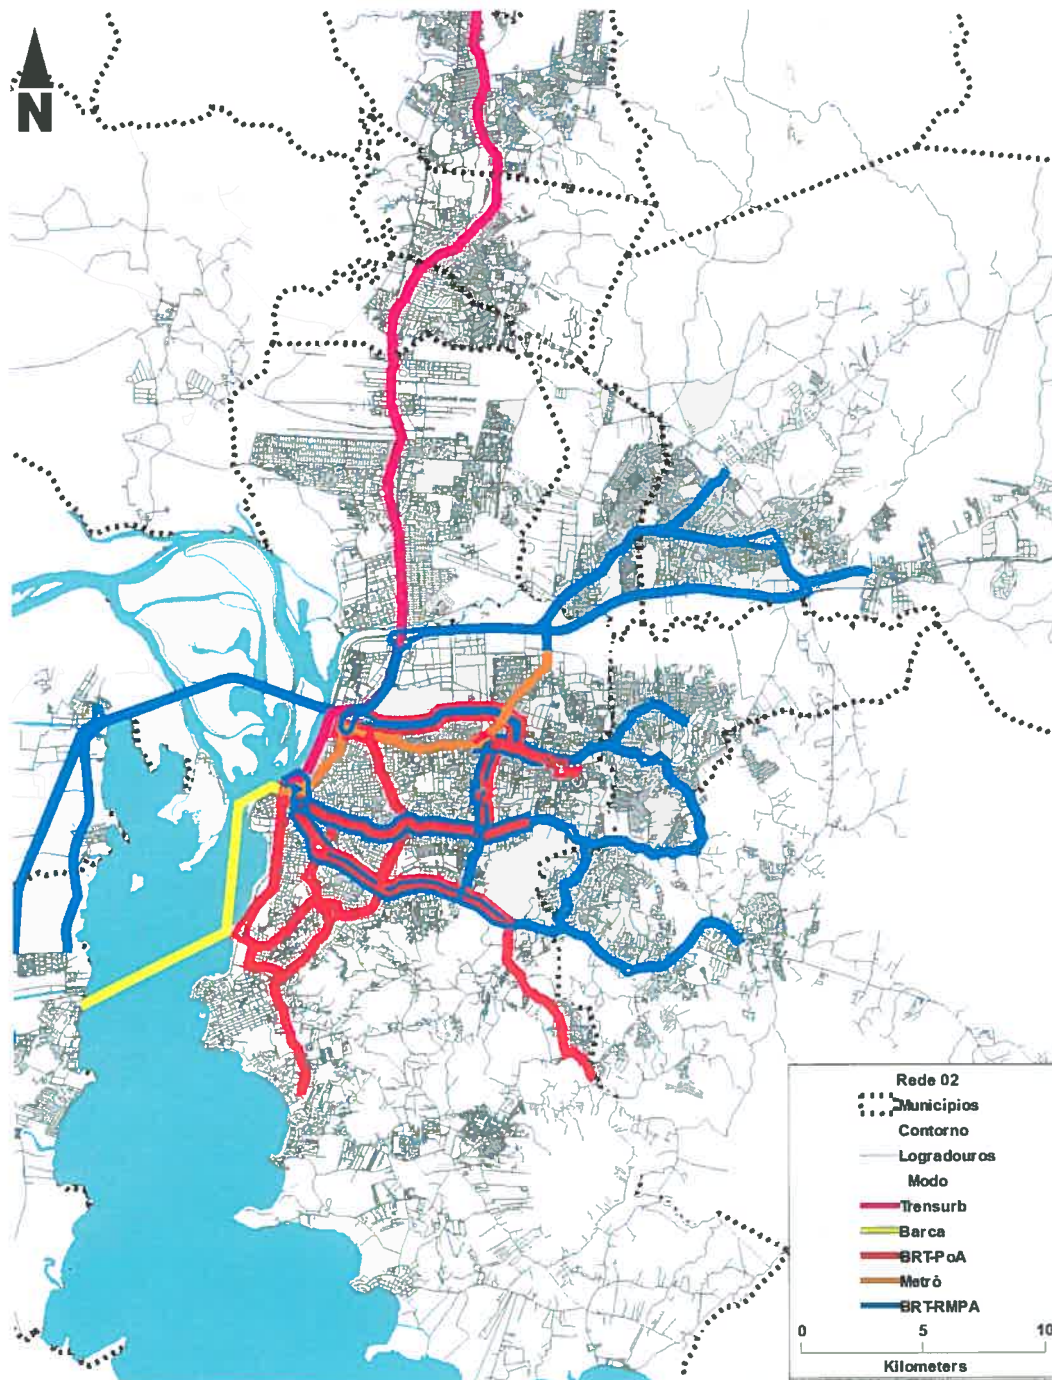 N
Rede 02
Municipios
Contorno
Logradouros
Modo
Trensurb
Barca
BRT-PoA
Metrô
BRT-RMPA
0 5 10
Kilometers